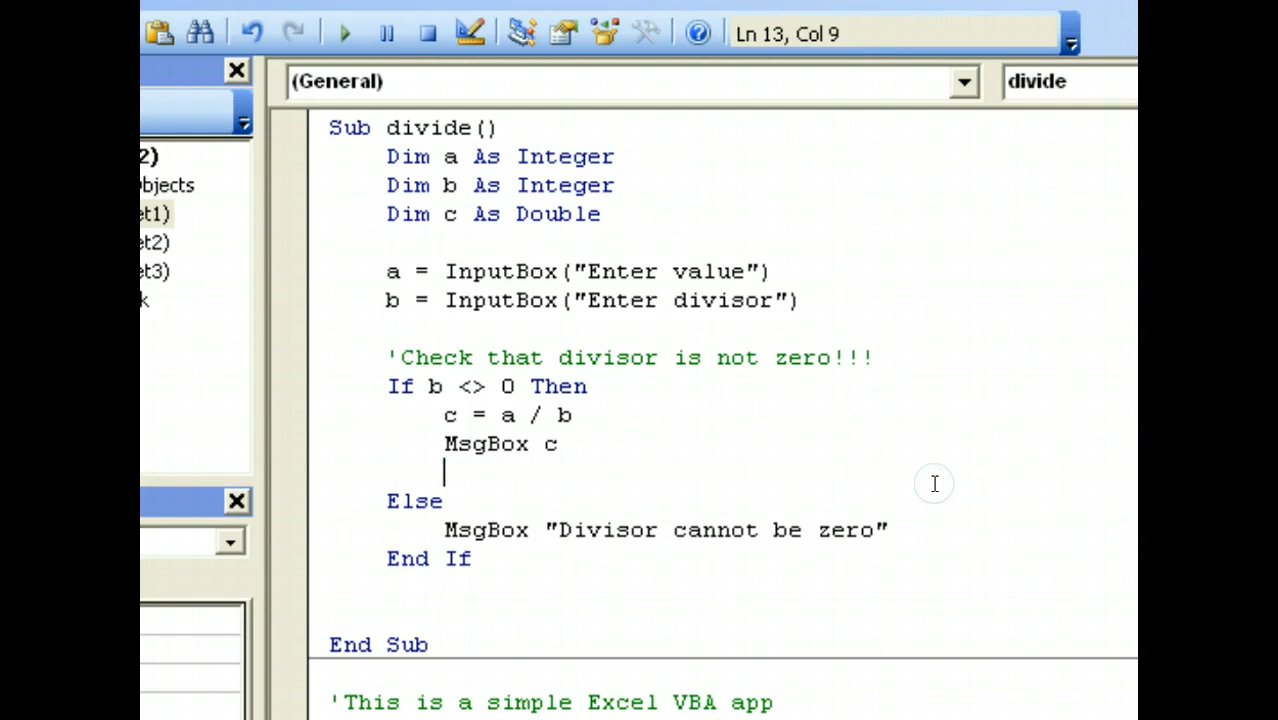 Ln 13, Col 9
(General)
divide
2)
bjects
et1)
et2)
et3)
k
Sub divide()
Dim a As Integer
Dim b As Integer
Dim c As Double
a = InputBox("Enter value")
b = InputBox("Enter divisor")
'Check that divisor is not zero!!!
If b <> 0 Then
c = a / b
MsgBox c
Else
MsgBox "Divisor cannot be zero"
End If
End Sub
'This is a simple Excel VBA app